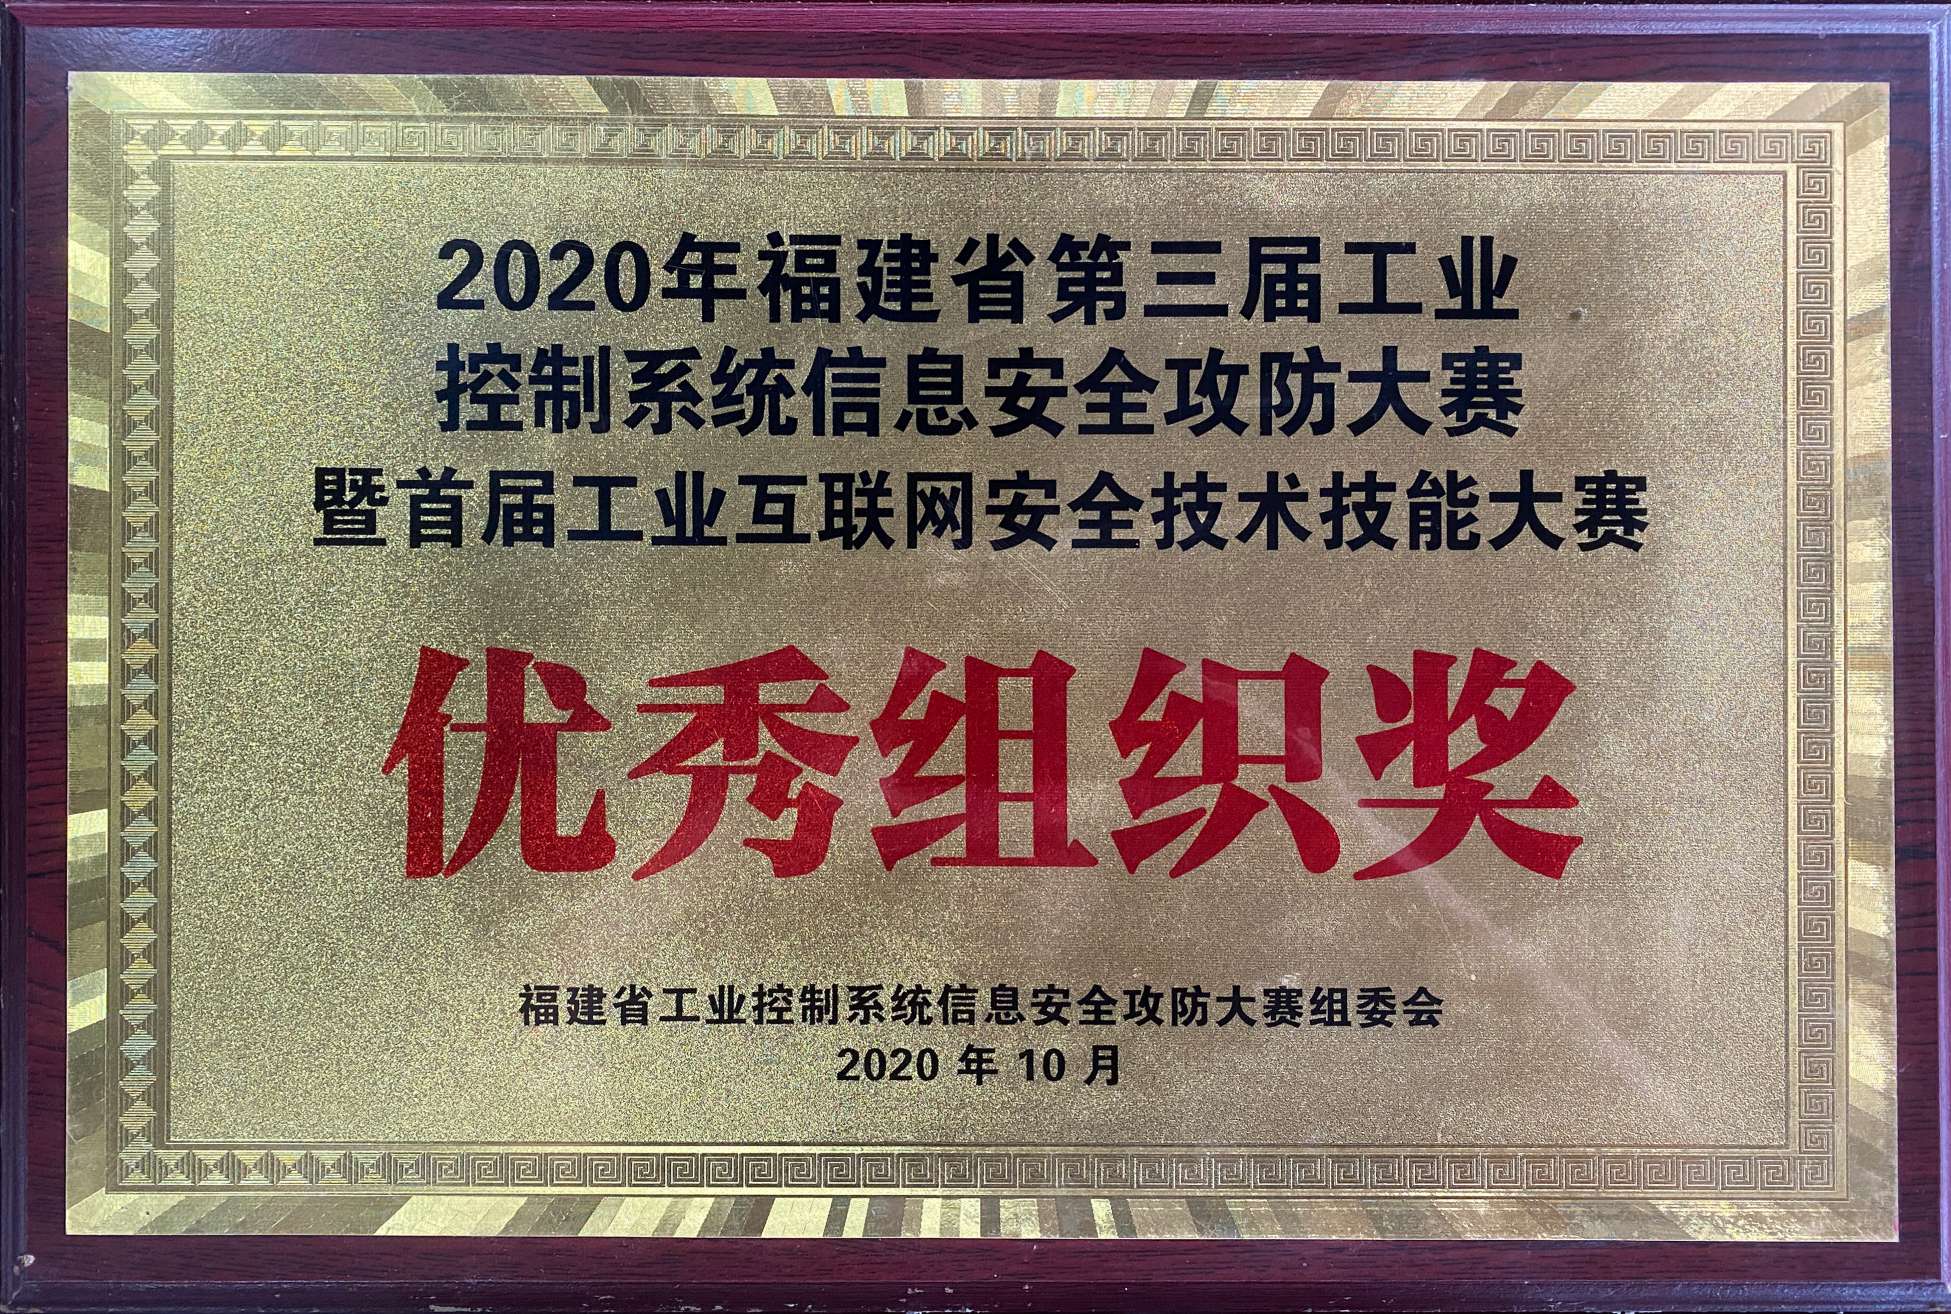 2020年福建省第三届工业
控制系统信息安全攻防大赛
暨首届工业互联网安全技术技能大赛
优秀组织奖
福建省工业控制系统信息安全攻防大赛组委会
2020 年 10 月